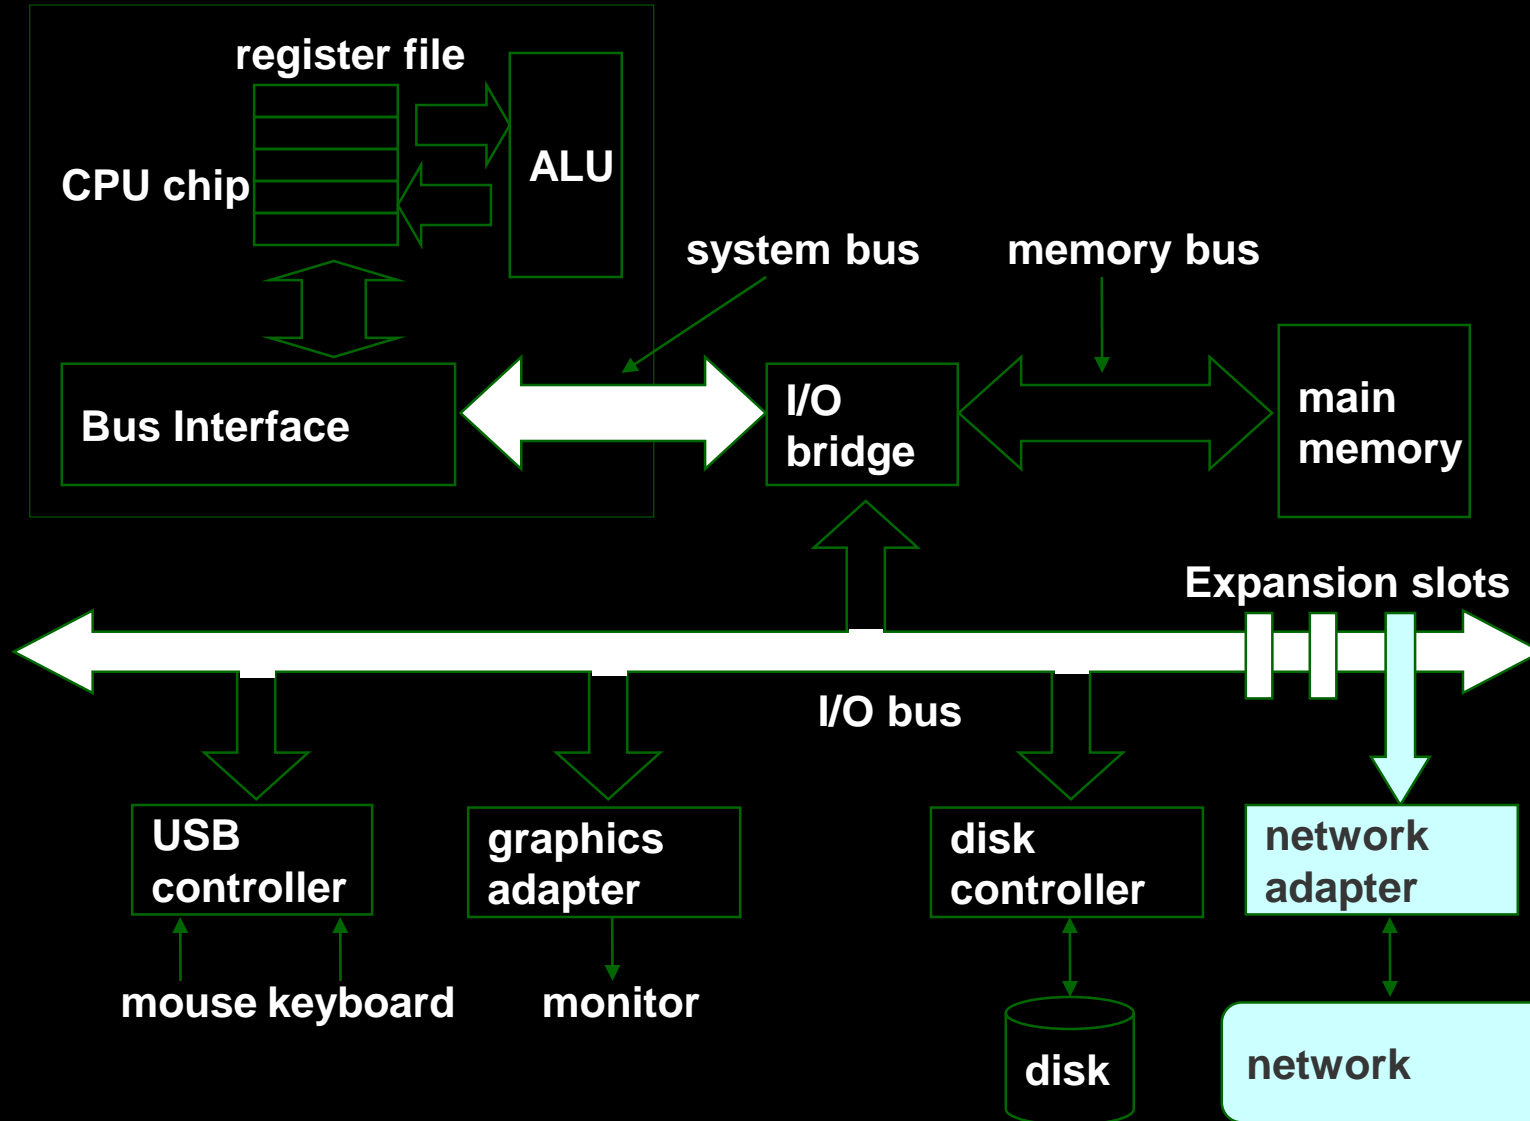 register file
ALU
CPU chip
system bus
memory bus
Bus Interface
I/O
bridge
main
memory
Expansion slots
I/O bus
USB
controller
graphics
adapter
disk
controller
network
adapter
mouse keyboard
monitor
disk
network